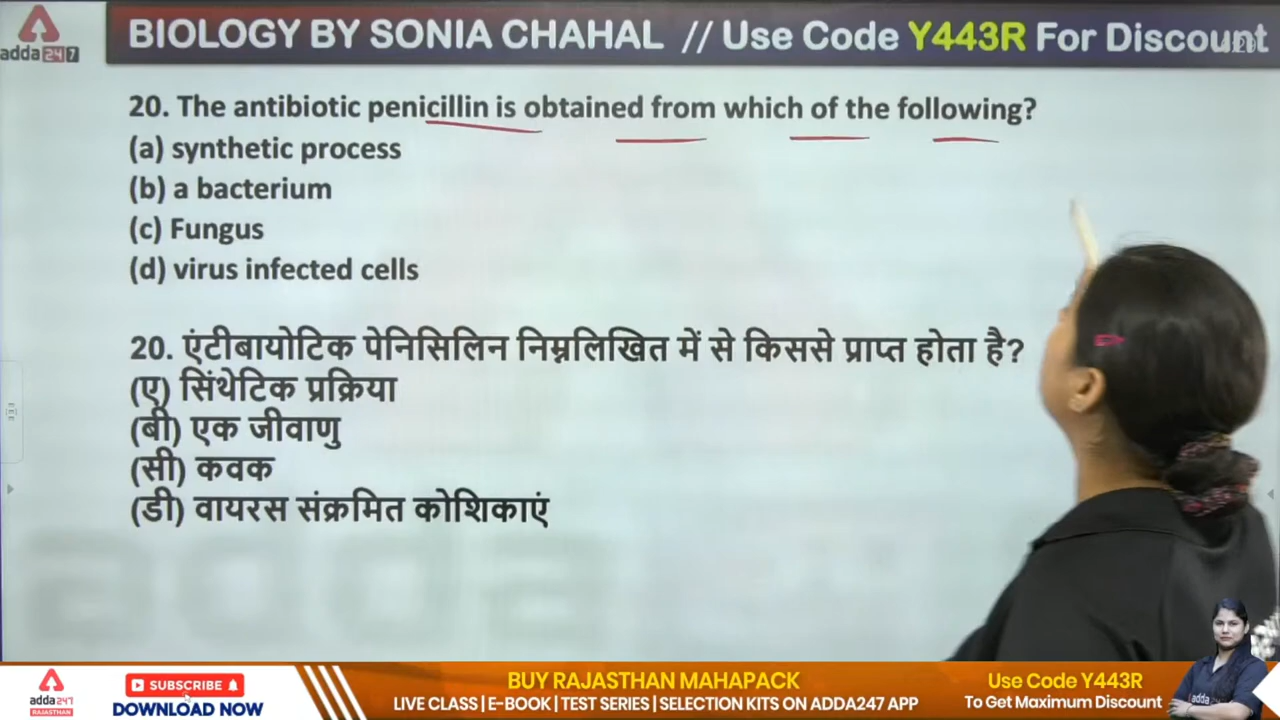 BIOLOGY BY SONIA CHAHAL // Use Code Y443R For Discount
adda247
20. The antibiotic penicillin is obtained from which of the following?
(a) synthetic process
(b) a bacterium
(c) Fungus
(d) virus infected cells
20. एंटीबायोटिक पेनिसिलिन निम्नलिखित में से किससे प्राप्त होता है?
(ए) सिंथेटिक प्रक्रिया
(बी) एक जीवाणु
(सी) कवक
(डी) वायरस संक्रमित कोशिकाएं
adda247
RAJASTHAN
SUBSCRIBE
DOWNLOAD NOW
BUY RAJASTHAN MAHAPACK
LIVE CLASS | E-BOOK | TEST SERIES | SELECTION KITS ON ADDA247 APP
Use Code Y443R
To Get Maximum Discount